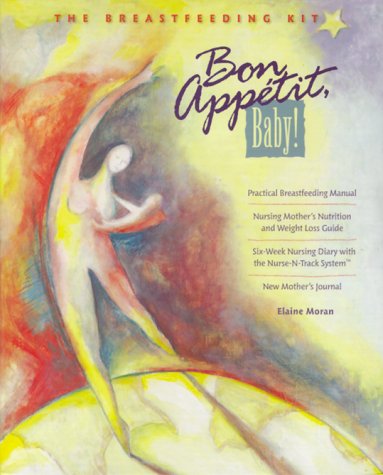 THE BREASTFEEDING KIT
Bon
Appétit,
Baby!
Practical Breastfeeding Manual
Nursing Mother's Nutrition
and Weight Loss Guide
Six-Week Nursing Diary with
the Nurse-N-Track System™
New Mother's Journal
Elaine Moran